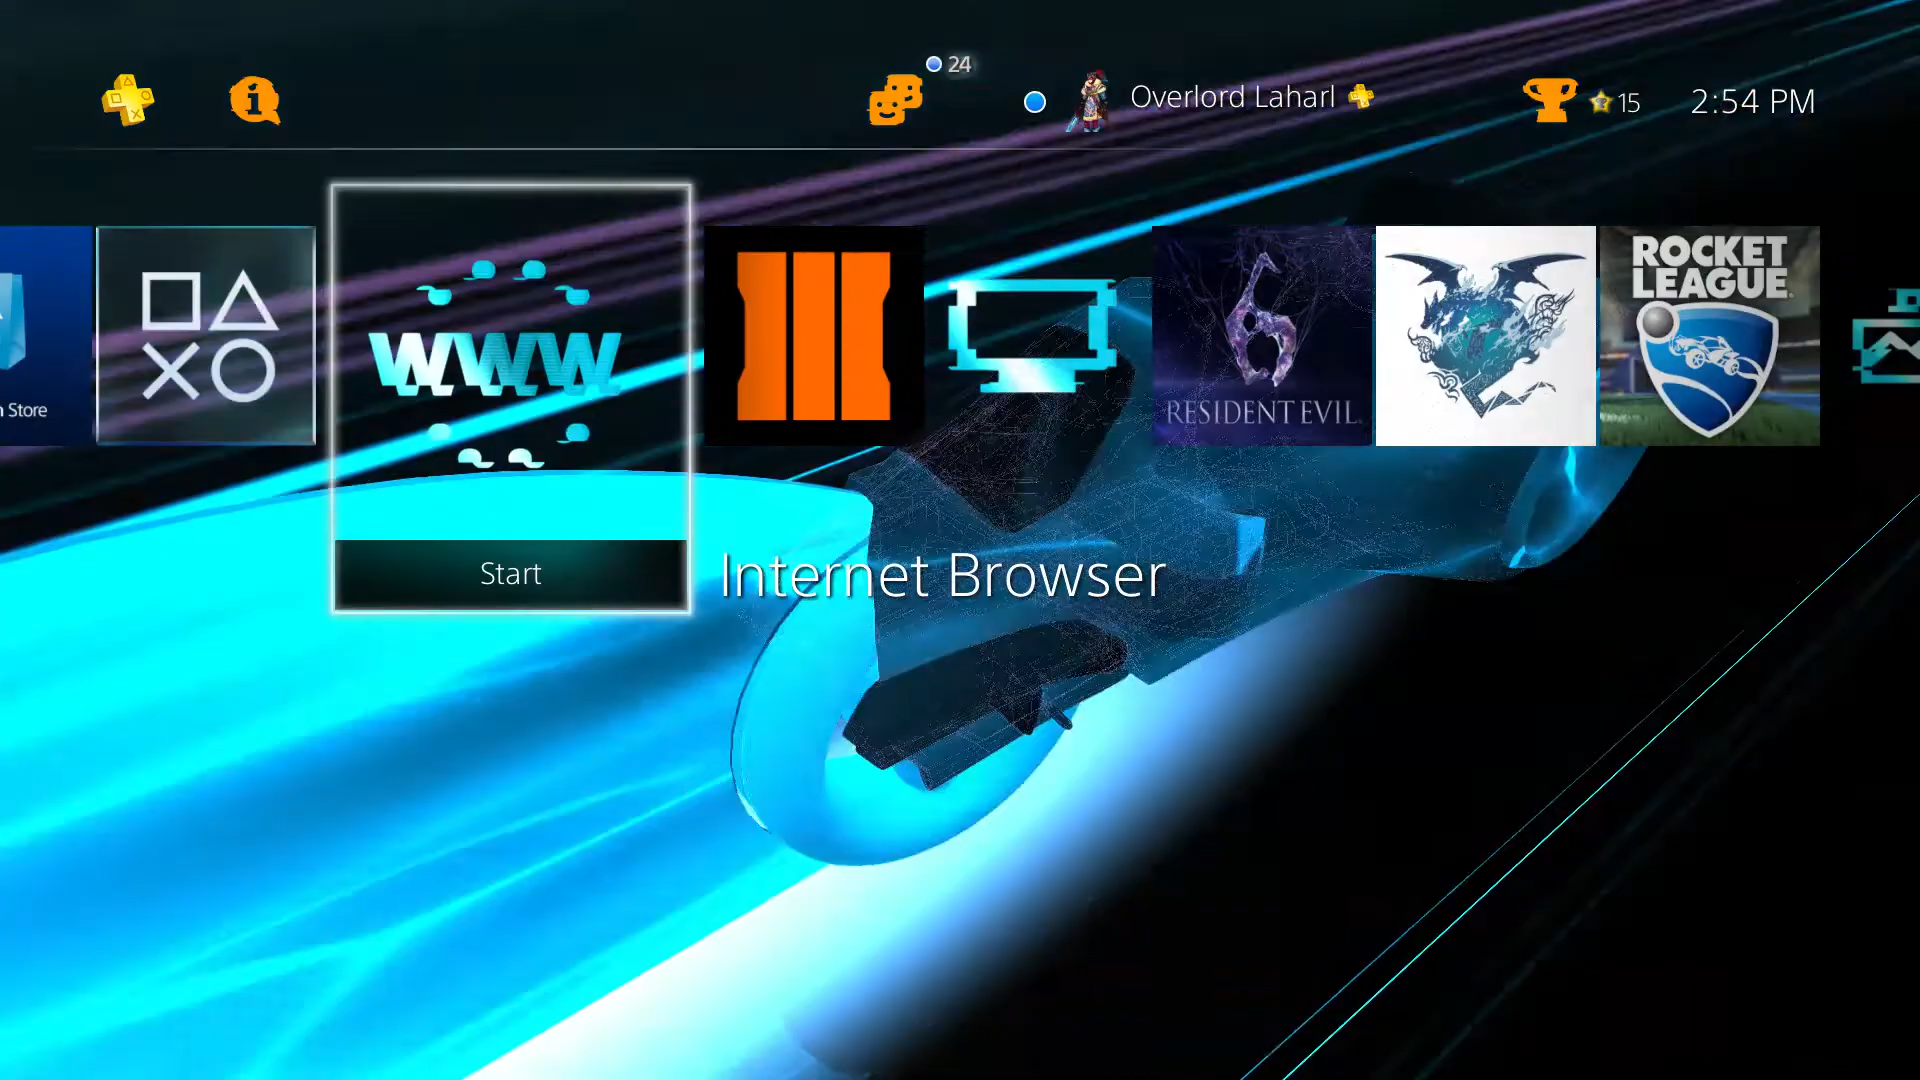 24
Overlord Laharl
15
2:54 PM
Store
WWW
RESIDENT EVIL
ROCKET
LEAGUE
Start
Internet Browser